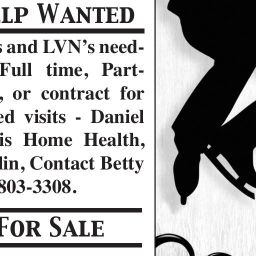 LP WANTED
s and LVN's need-
Full time, Part-
, or contract for
ed visits - Daniel
is Home Health,
lin, Contact Betty
803-3308.
FOR SALE